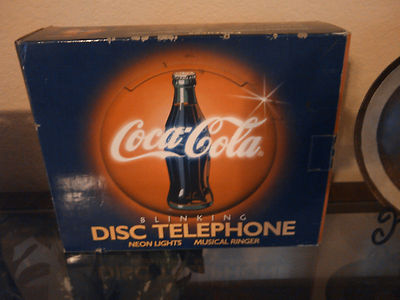 Coca-Cola
BLINKING
DISC TELEPHONE
NEON LIGHTS MUSICAL RINGER